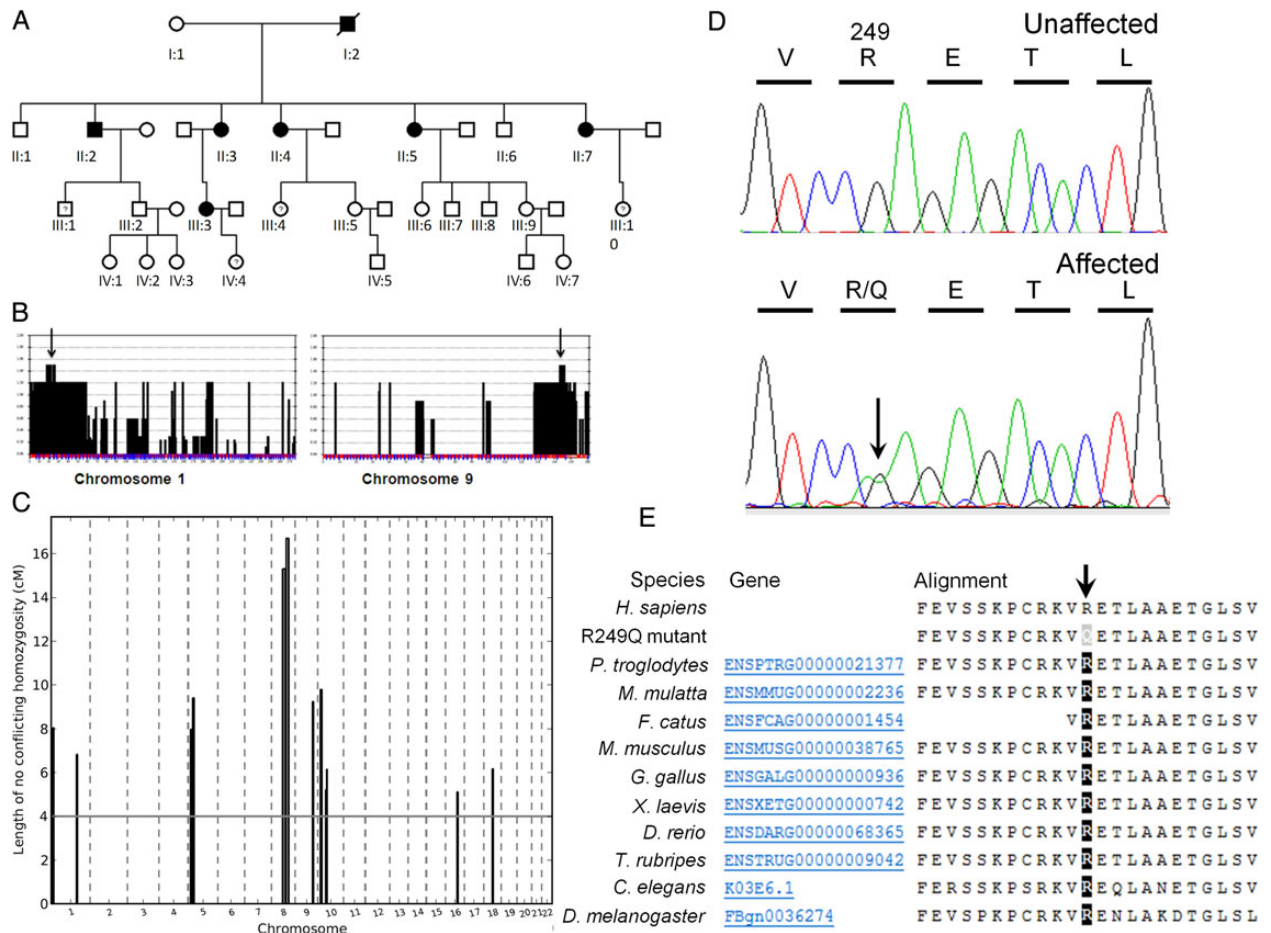 A
I:1
I:2
II:1
II:2
II:3
II:4
II:5
II:6
II:7
?
?
?
III:1
III:2
III:3
III:4
III:5
III:6
III:7
III:8
III:9
III:1
0
?
IV:1
IV:2
IV:3
IV:4
IV:5
IV:6
IV:7
B
Chromosome 1
Chromosome 9
C
Length of no conflicting homozygosity (cM)
16
14
12
10
8
6
4
2
0
1 2 3 4 5 6 7 8 9 10 11 12 13 14 15 16 17 18 19 20 21 22
Chromosome
D
Unaffected
249
V R E T L
Affected
V R/Q E T L
E
Species Gene Alignment
H. sapiens FEVSSKPCRKVRETLAAETGLSV
R249Q mutant FEVSSKPCRKVQETLAAETGLSV
P. troglodytes ENSPTRG00000021377 FEVSSKPCRKVRETLAAETGLSV
M. mulatta ENSMMUG00000002236 FEVSSKPCRKVRETLAAETGLSV
F. catus ENSFCAG00000001454 VRETLAAETGLSV
M. musculus ENSMUSG00000038765 FEVSSKPCRKVRETLAAETGLSV
G. gallus ENSGALG00000000936 FEVSSKPCRKVRETLAAETGLSV
X. laevis ENSXETG00000000742 FEVSSKPCRKVRETLAAETGLSV
D. rerio ENSDARG00000068365 FEVSSKPCRKVRETLAAETGLSV
T. rubripes ENSTRUG00000009042 FEVSSKPCRKVRETLAAETGLSV
C. elegans K03E6.1 FERSSKPSRKVREQLANETGLSV
D. melanogaster FBgn0036274 FEVSPKPCRKVRENLAKDTGLSL